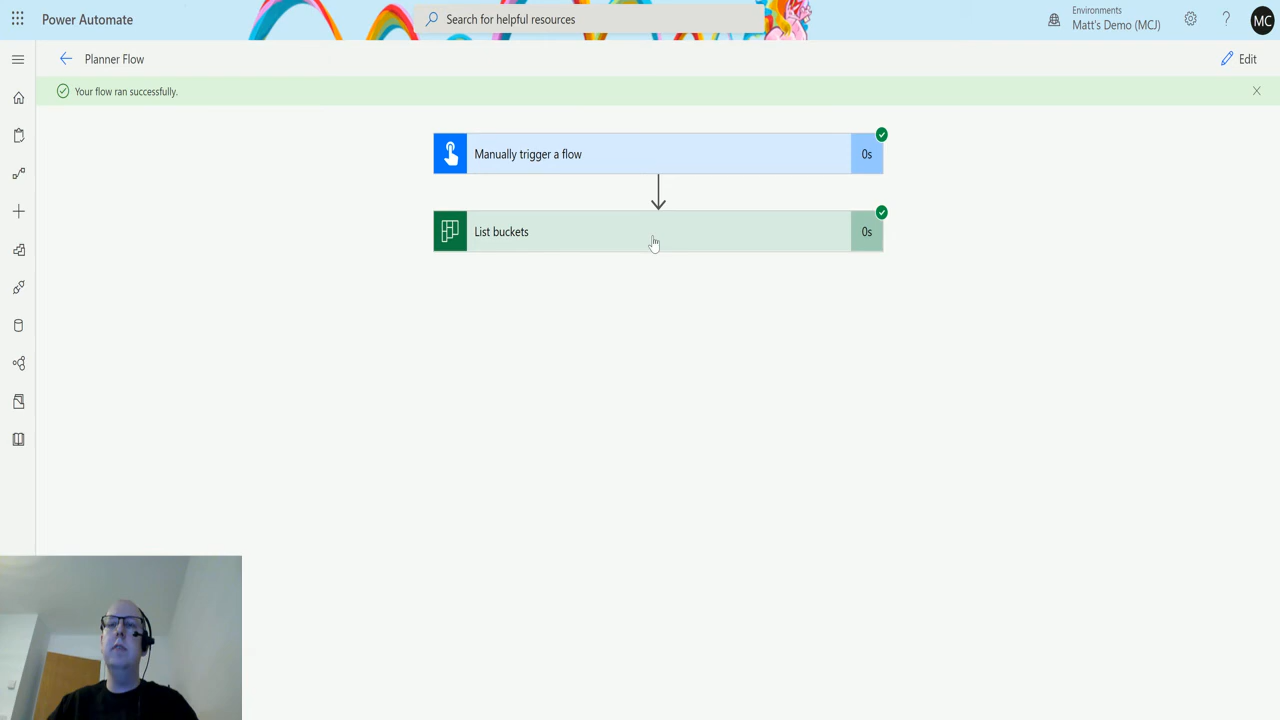 Power Automate
Search for helpful resources
Environments
Matt's Demo (MCJ)
MC
Planner Flow
Edit
Your flow ran successfully.
Manually trigger a flow
0s
List buckets
0s